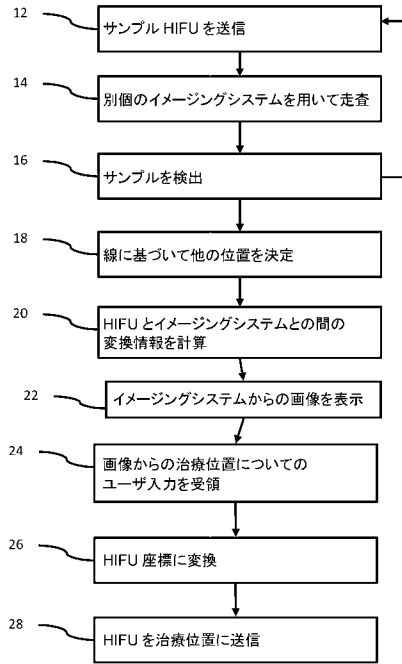 12
サンプル HIFU を送信
14
別個のイメージングシステムを用いて走査
16
サンプルを検出
18
線に基づいて他の位置を決定
20
HIFU とイメージングシステムとの間の
変換情報を計算
22
イメージングシステムからの画像を表示
24
画像からの治療位置についての
ユーザ入力を受領
26
HIFU 座標に変換
28
HIFU を治療位置に送信